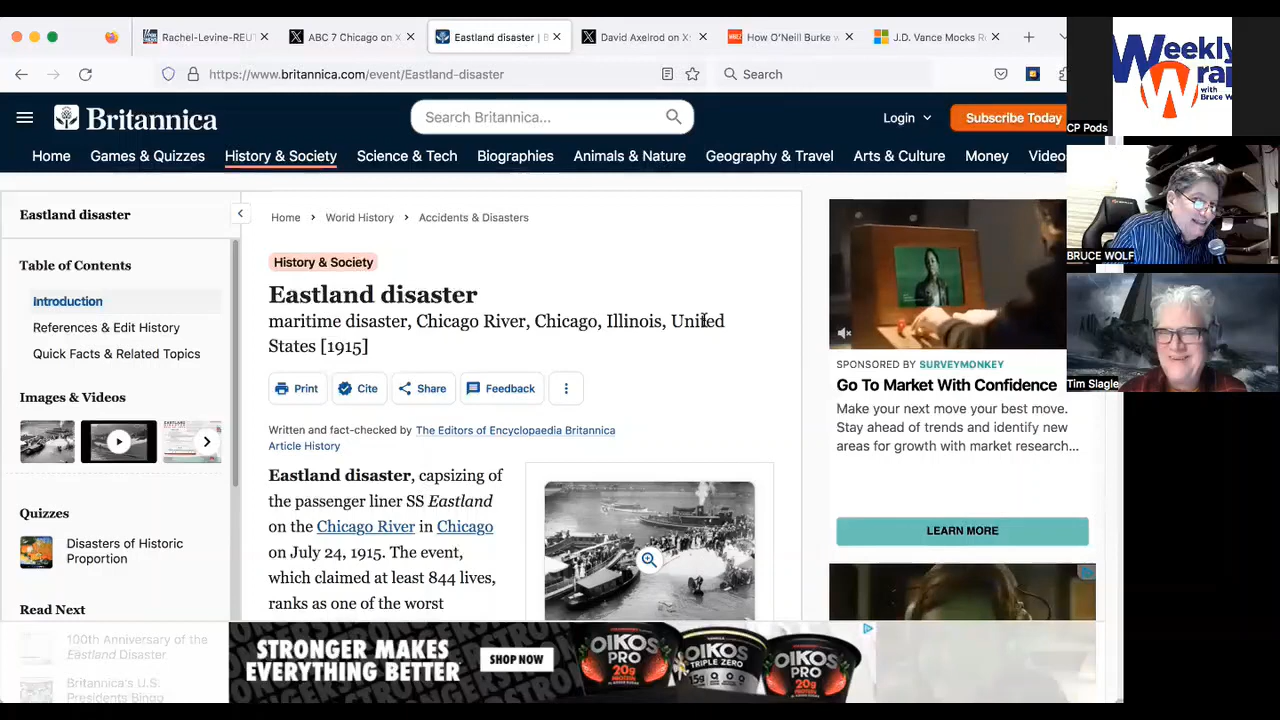 Rachel-Levine-REU
ABC 7 Chicago on X
Eastland disaster | B
David Axelrod on X
How O'Neill Burke w
J.D. Vance Mocks R
https://www.britannica.com/event/Eastland-disaster
Search
Britannica
Search Britannica...
Login
Subscribe Today
Home
Games & Quizzes
History & Society
Science & Tech
Biographies
Animals & Nature
Geography & Travel
Arts & Culture
Money
Video
Eastland disaster
Table of Contents
Introduction
References & Edit History
Quick Facts & Related Topics
Images & Videos
Quizzes
Disasters of Historic
Proportion
Read Next
100th Anniversary of the
Eastland Disaster
Britannica's U.S.
Presidents Bingo
Home > World History > Accidents & Disasters
History & Society
Eastland disaster
maritime disaster, Chicago River, Chicago, Illinois, United
States [1915]
Print
Cite
Share
Feedback
Written and fact-checked by The Editors of Encyclopaedia Britannica
Article History
Eastland disaster, capsizing
of the passenger liner SS Eastland
on the Chicago River in Chicago
on July 24, 1915. The event,
which claimed at least 844 lives,
ranks as one of the worst
SPONSORED BY SURVEYMONKEY
Go To Market With Confidence
Make your next move your best move.
Stay ahead of trends and identify new
areas for growth with market research...
LEARN MORE
STRONGER MAKES
EVERYTHING BETTER
SHOP NOW
OIKOS
PRO
20g
OIKOS
TRIPLE ZERO
15g
OIKOS
PRO
20g
Weekly
Wra
with Bruce W
CP Pods
BRUCE WOLF
Tim Slagle